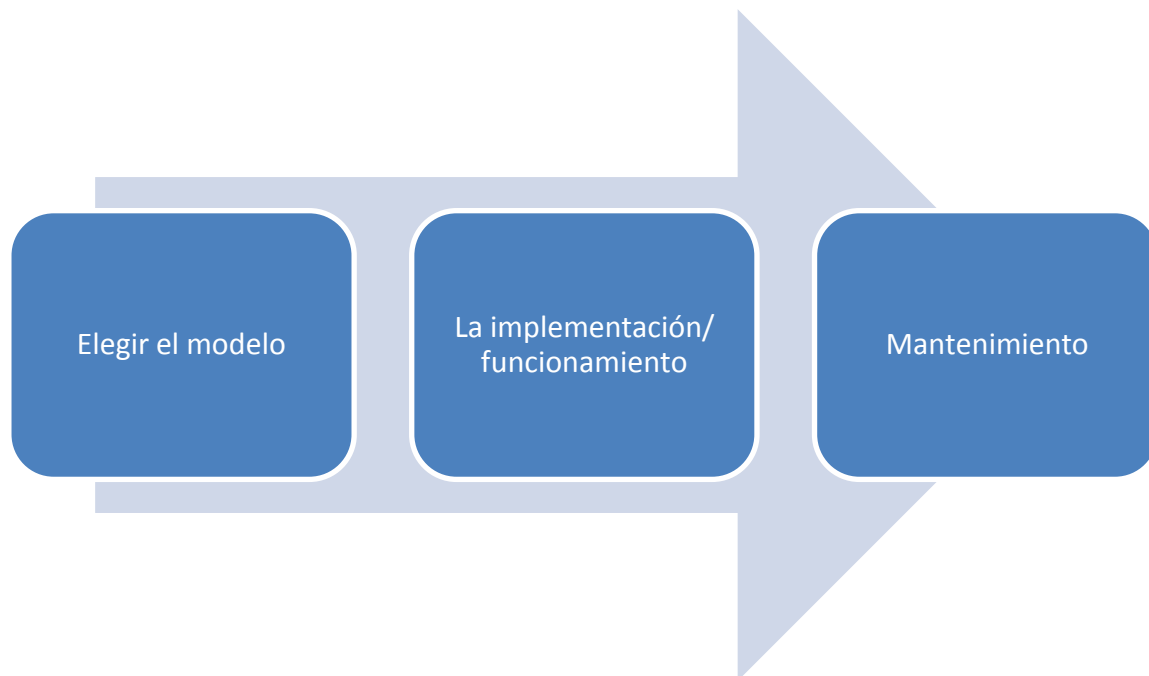 Elegir el modelo
La implementación/
funcionamiento
Mantenimiento